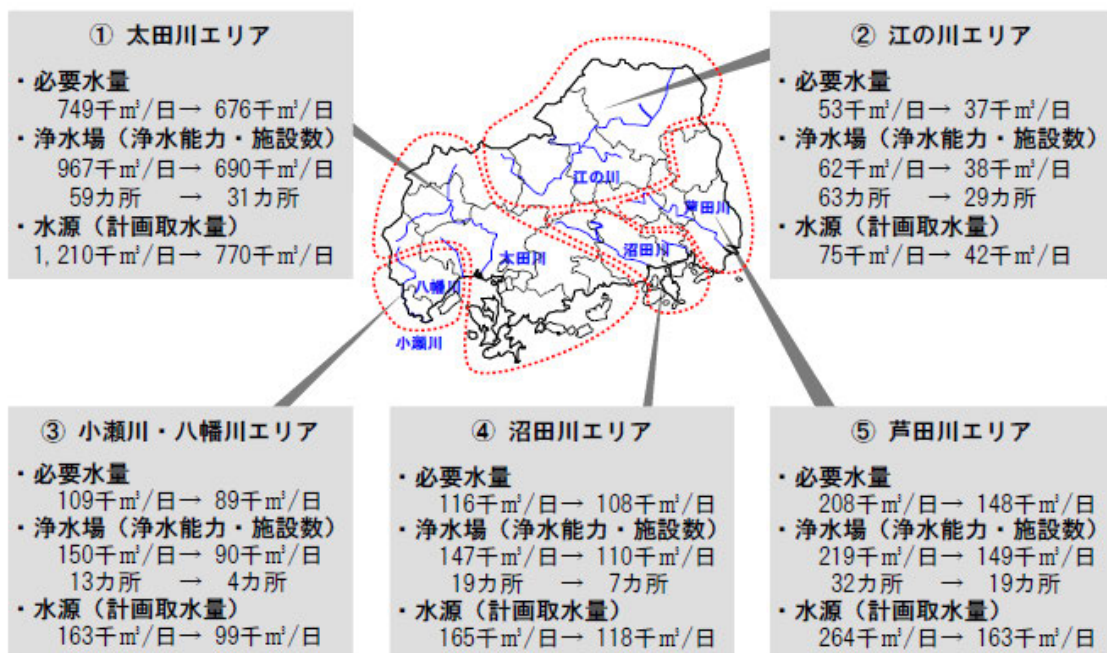 ① 太田川エリア
・必要水量
749千㎥/日→ 676千㎥/日
・浄水場（浄水能力・施設数）
967千㎥/日→ 690千㎥/日
59カ所 → 31カ所
・水源（計画取水量）
1,210千㎥/日→ 770千㎥/日
② 江の川エリア
・必要水量
53千㎥/日→ 37千㎥/日
・浄水場（浄水能力・施設数）
62千㎥/日→ 38千㎥/日
63カ所 → 29カ所
・水源（計画取水量）
75千㎥/日→ 42千㎥/日
江の川
芦田川
沼田川
太田川
八幡川
小瀬川
③ 小瀬川・八幡川エリア
・必要水量
109千㎥/日→ 89千㎥/日
・浄水場（浄水能力・施設数）
150千㎥/日→ 90千㎥/日
13カ所 → 4カ所
・水源（計画取水量）
163千㎥/日→ 99千㎥/日
④ 沼田川エリア
・必要水量
116千㎥/日→ 108千㎥/日
・浄水場（浄水能力・施設数）
147千㎥/日→ 110千㎥/日
19カ所 → 7カ所
・水源（計画取水量）
165千㎥/日→ 118千㎥/日
⑤ 芦田川エリア
・必要水量
208千㎥/日→ 148千㎥/日
・浄水場（浄水能力・施設数）
219千㎥/日→ 149千㎥/日
32カ所 → 19カ所
・水源（計画取水量）
264千㎥/日→ 163千㎥/日